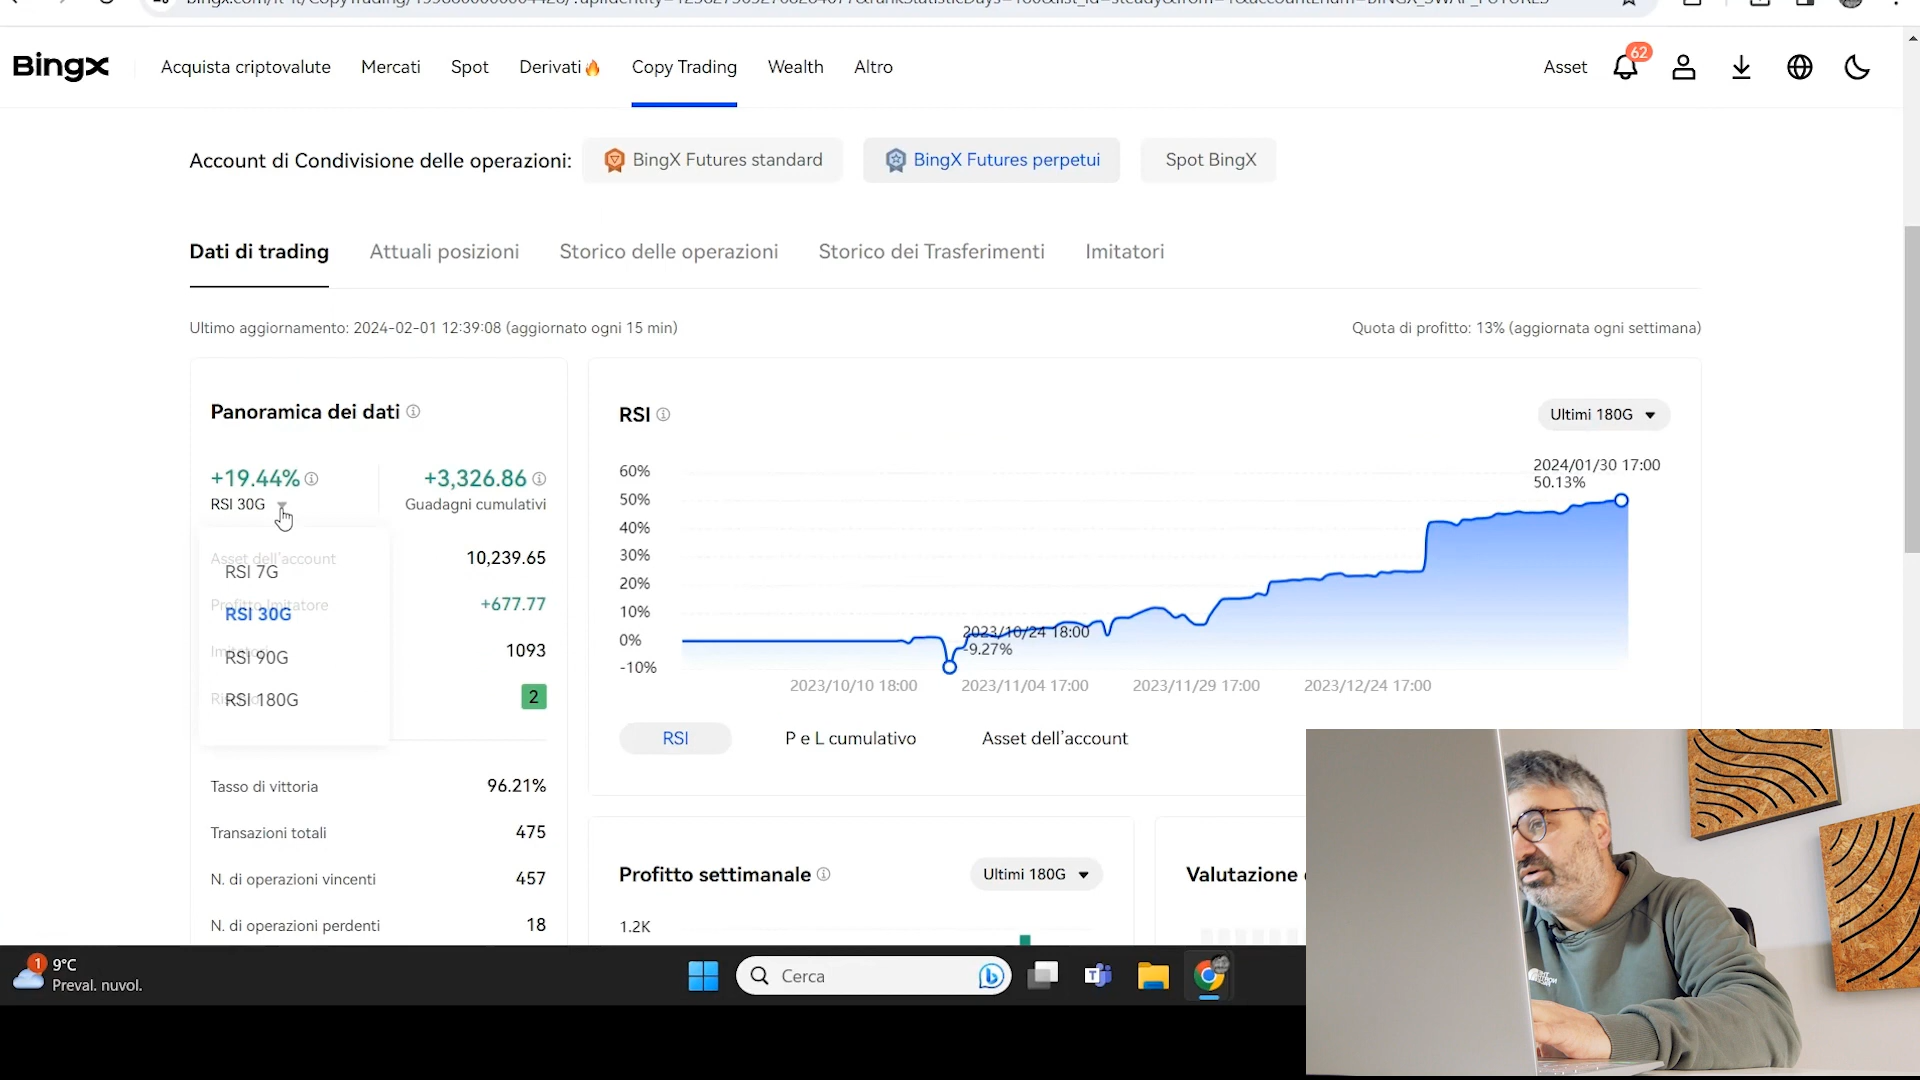 BingX
Acquista criptovalute
Mercati
Spot
Derivati
Copy Trading
Wealth
Altro
Asset
62
Account di Condivisione delle operazioni:
BingX Futures standard
BingX Futures perpetui
Spot BingX
Dati di trading
Attuali posizioni
Storico delle operazioni
Storico dei Trasferimenti
Imitatori
Ultimo aggiornamento: 2024-02-01 12:39:08 (aggiornato ogni 15 min)
Quota di profitto: 13% (aggiornata ogni settimana)
Panoramica dei dati
+19.44%
RSI 30G
+3,326.86
Guadagni cumulativi
Asset dell'account
10,239.65
RSI 7G
Profitto Imitatore
+677.77
RSI 30G
1093
RSI 90G
2
RSI 180G
Tasso di vittoria
96.21%
Transazioni totali
475
N. di operazioni vincenti
457
N. di operazioni perdenti
18
RSI
Ultimi 180G
60%
50%
40%
30%
20%
10%
0%
-10%
2024/01/30 17:00
50.13%
2023/10/24 18:00
-9.27%
2023/10/10 18:00
2023/11/04 17:00
2023/11/29 17:00
2023/12/24 17:00
RSI
P e L cumulativo
Asset dell'account
Profitto settimanale
Ultimi 180G
1.2K
Valutazione
1
9°C
Preval. nuvol.
Cerca